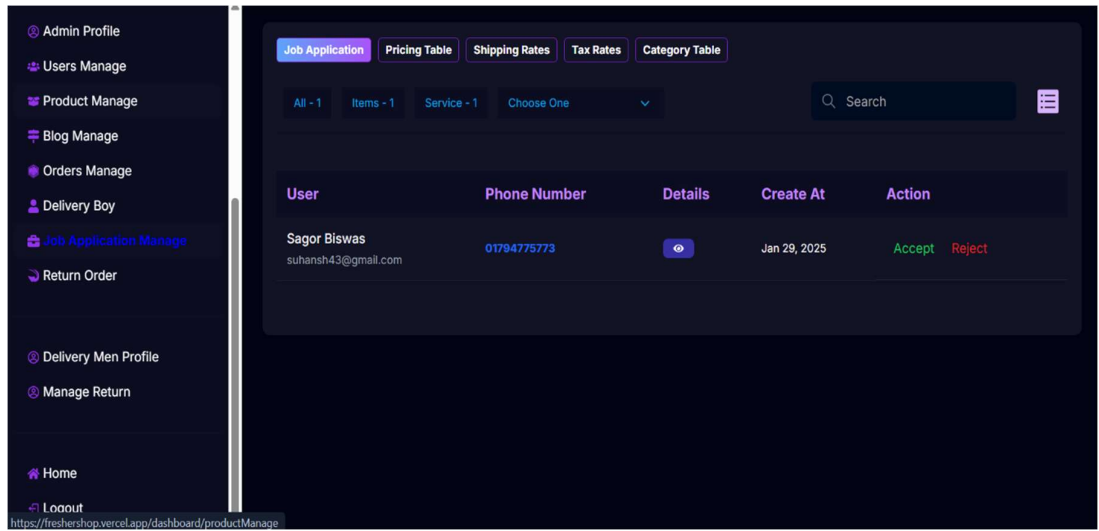 Admin Profile
Users Manage
Product Manage
Blog Manage
Orders Manage
Delivery Boy
Job Application Manage
Return Order
Delivery Men Profile
Manage Return
Home
Logout
https://freshershop.vercel.app/dashboard/productManage
Job Application Pricing Table Shipping Rates Tax Rates Category Table
All - 1 Items - 1 Service - 1 Choose One Search
User Phone Number Details Create At Action
Sagor Biswas 01794775773 Jan 29, 2025 Accept Reject
suhansh43@gmail.com